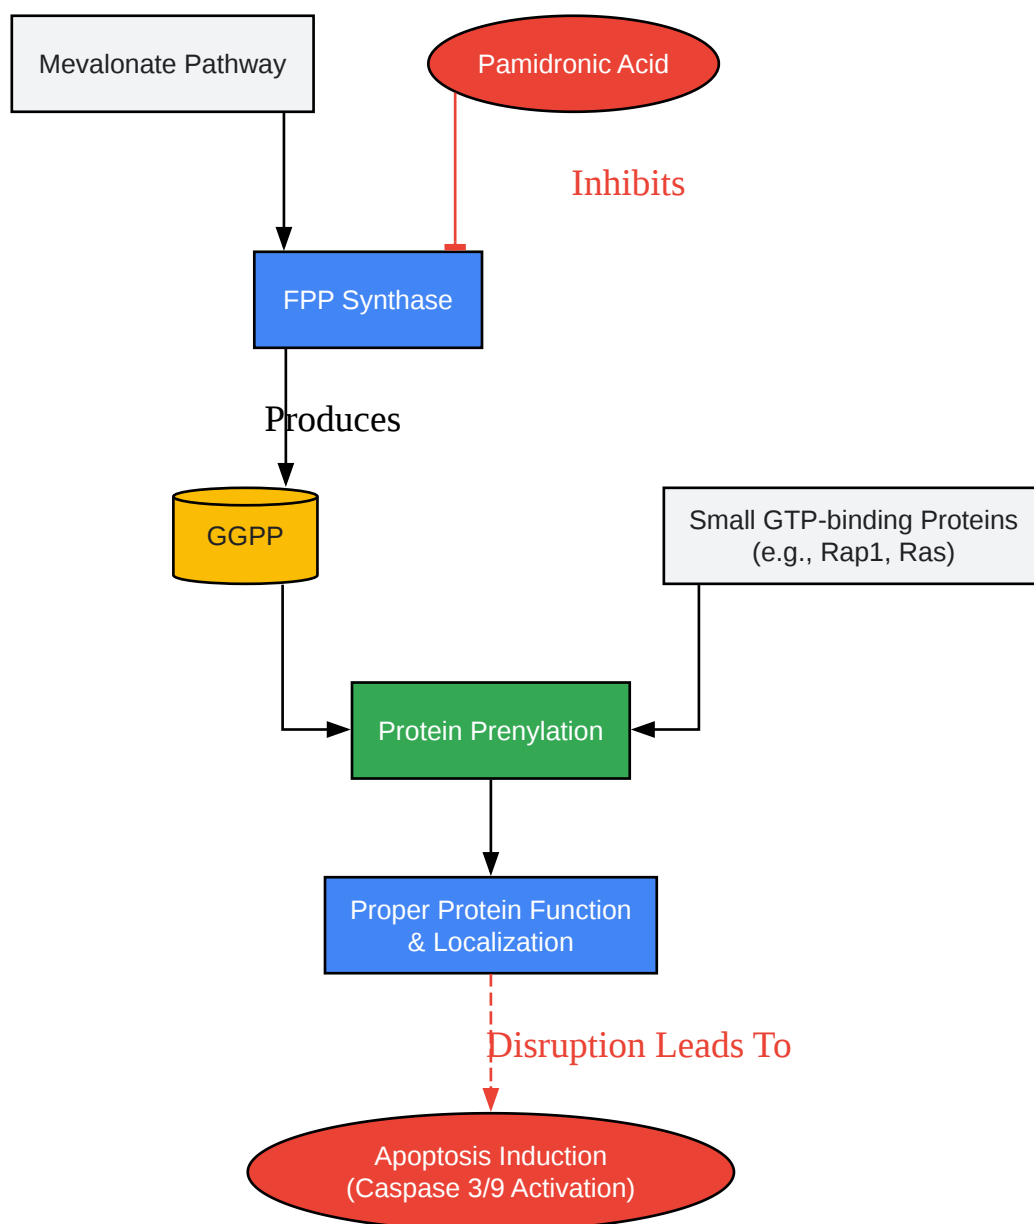 Mevalonate Pathway
Pamidronic Acid
Inhibits
FPP Synthase
Produces
GGPP
Small GTP-binding Proteins
(e.g., Rap1, Ras)
Protein Prenylation
Proper Protein Function
& Localization
Disruption Leads To
Apoptosis Induction
(Caspase 3/9 Activation)